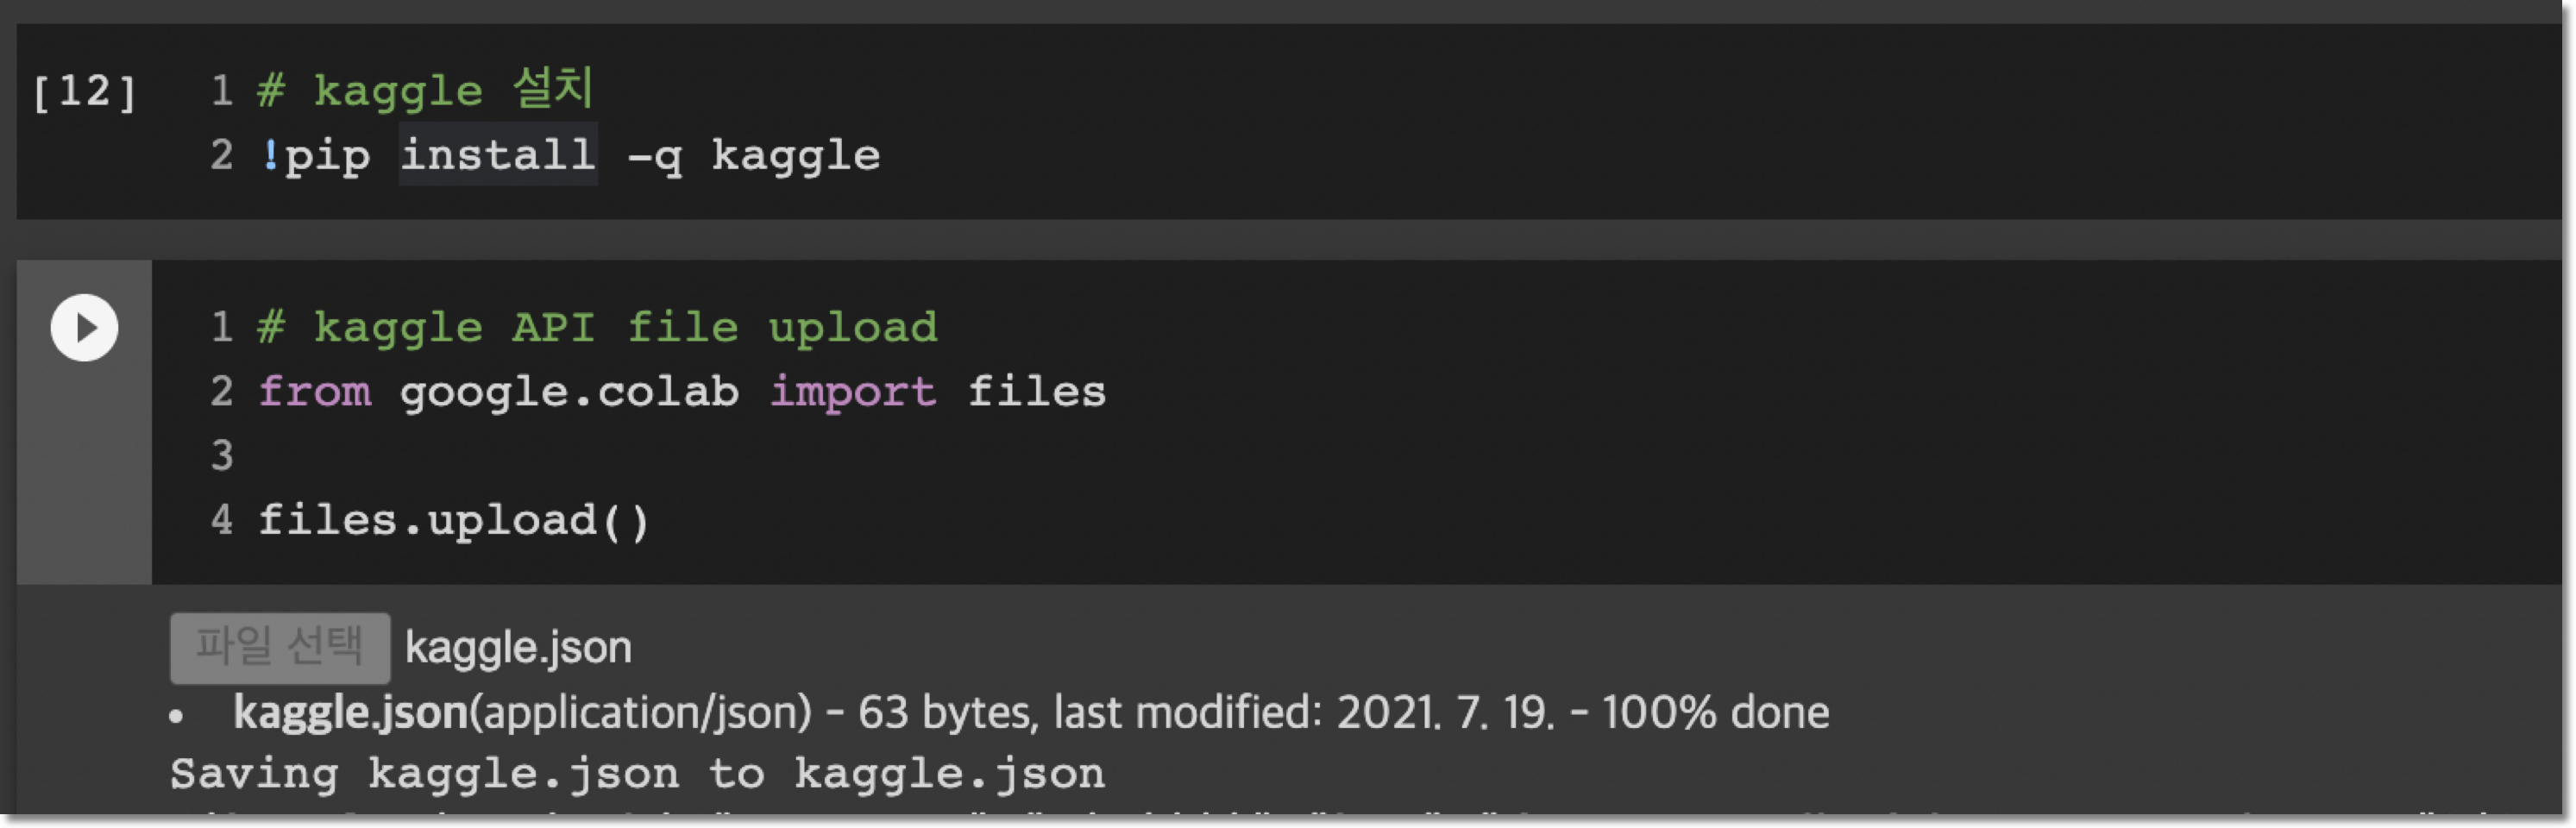 [12] 1 # kaggle 설치
2 !pip install -q kaggle
1 # kaggle API file upload
2 from google.colab import files
3
4 files.upload()
파일 선택 kaggle.json
• kaggle.json(application/json) - 63 bytes, last modified: 2021. 7. 19. - 100% done
Saving kaggle.json to kaggle.json